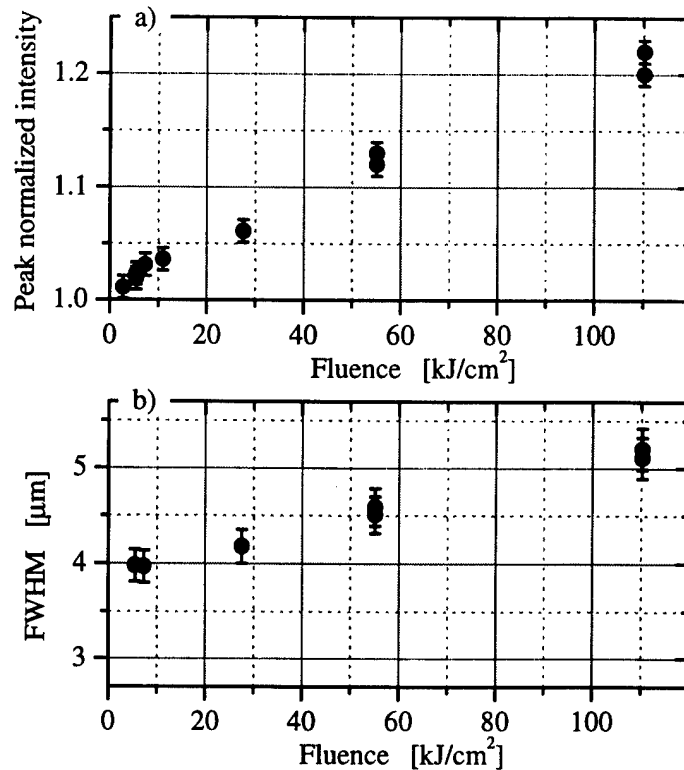 a)
Peak normalized intensity
1.2
1.1
1.0
0 20 40 60 80 100
Fluence [kJ/cm²]
b)
FWHM [μm]
5
4
3
0 20 40 60 80 100
Fluence [kJ/cm²]